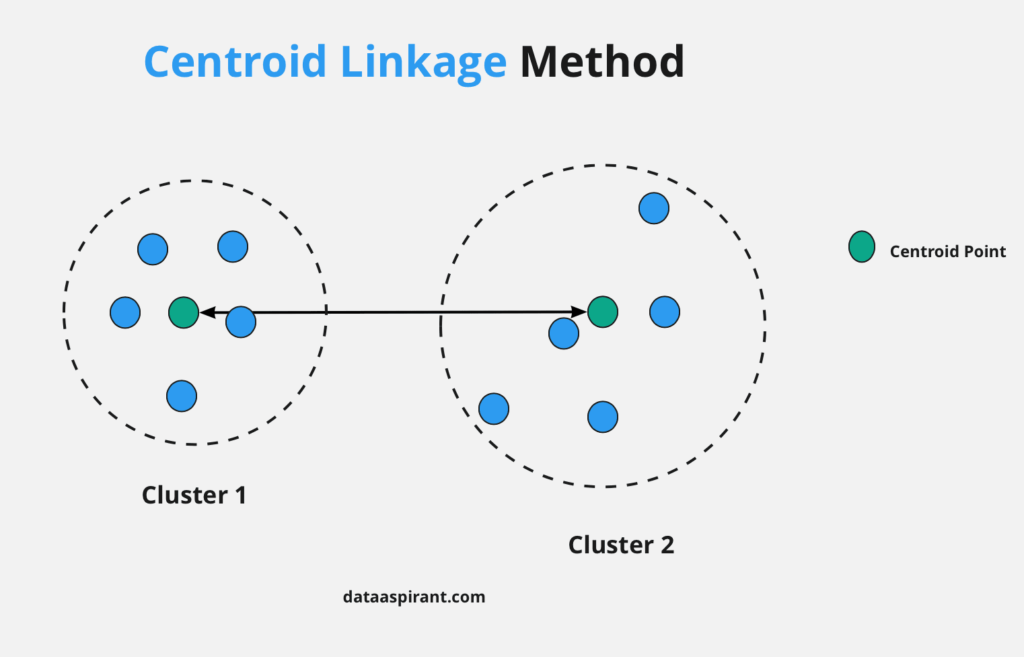 Centroid Linkage Method
Centroid Point
Cluster 1
Cluster 2
dataaspirant.com